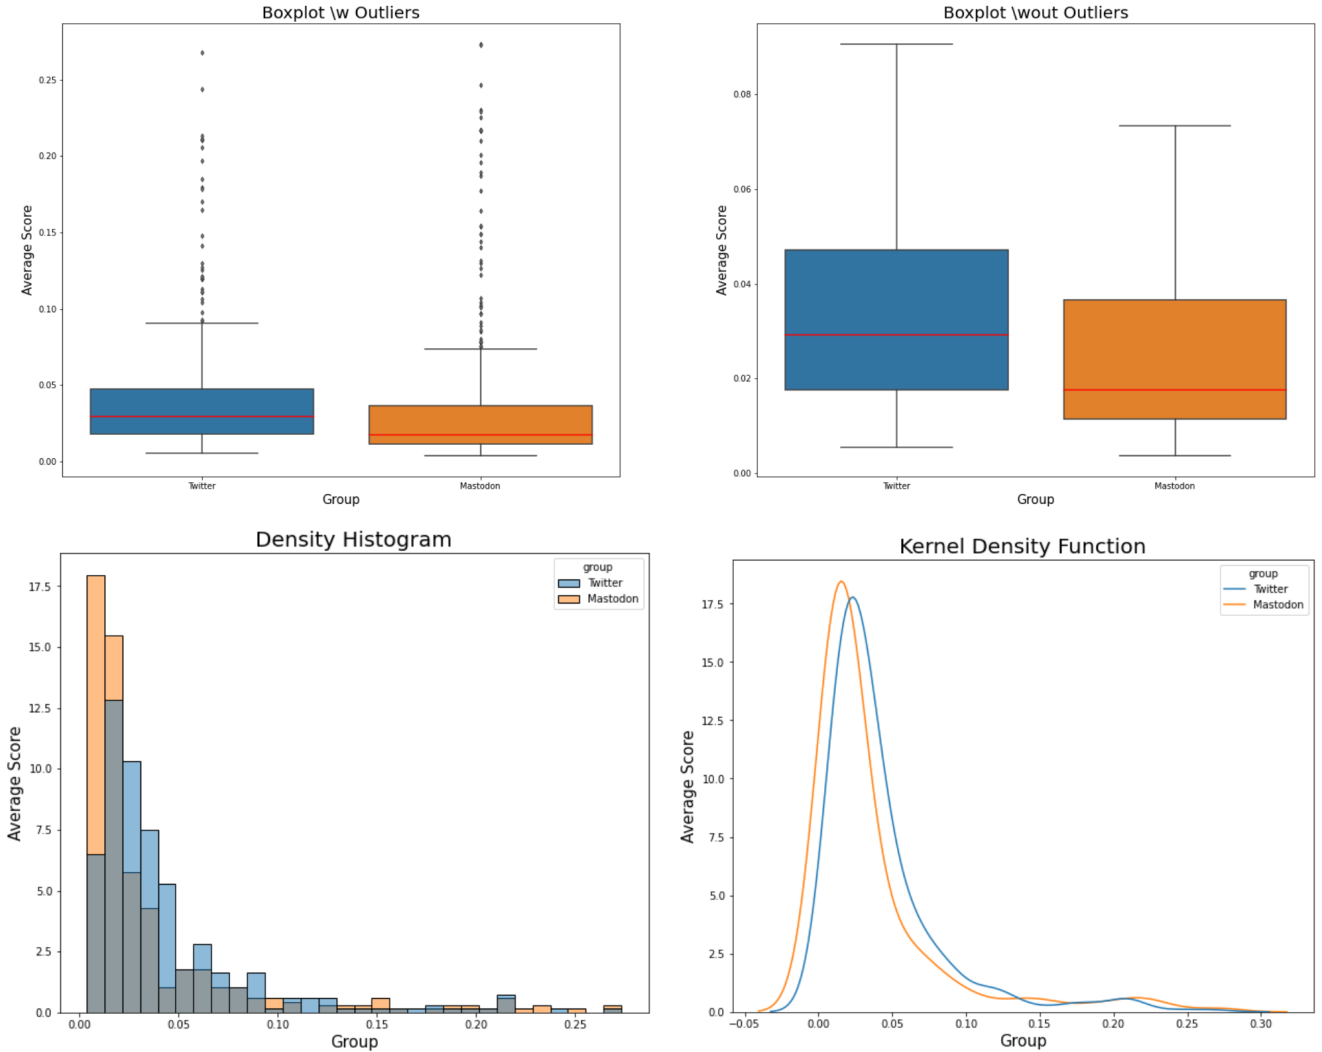 Boxplot \w Outliers
Average Score
0.25
0.20
0.15
0.10
0.05
0.00
Twitter
Mastodon
Group
Boxplot \wout Outliers
Average Score
0.08
0.06
0.04
0.02
0.00
Twitter
Mastodon
Group
Density Histogram
group
Twitter
Mastodon
Average Score
17.5
15.0
12.5
10.0
7.5
5.0
2.5
0.0
0.00 0.05 0.10 0.15 0.20 0.25
Group
Kernel Density Function
group
Twitter
Mastodon
Average Score
17.5
15.0
12.5
10.0
7.5
5.0
2.5
0.0
−0.05 0.00 0.05 0.10 0.15 0.20 0.25 0.30
Group